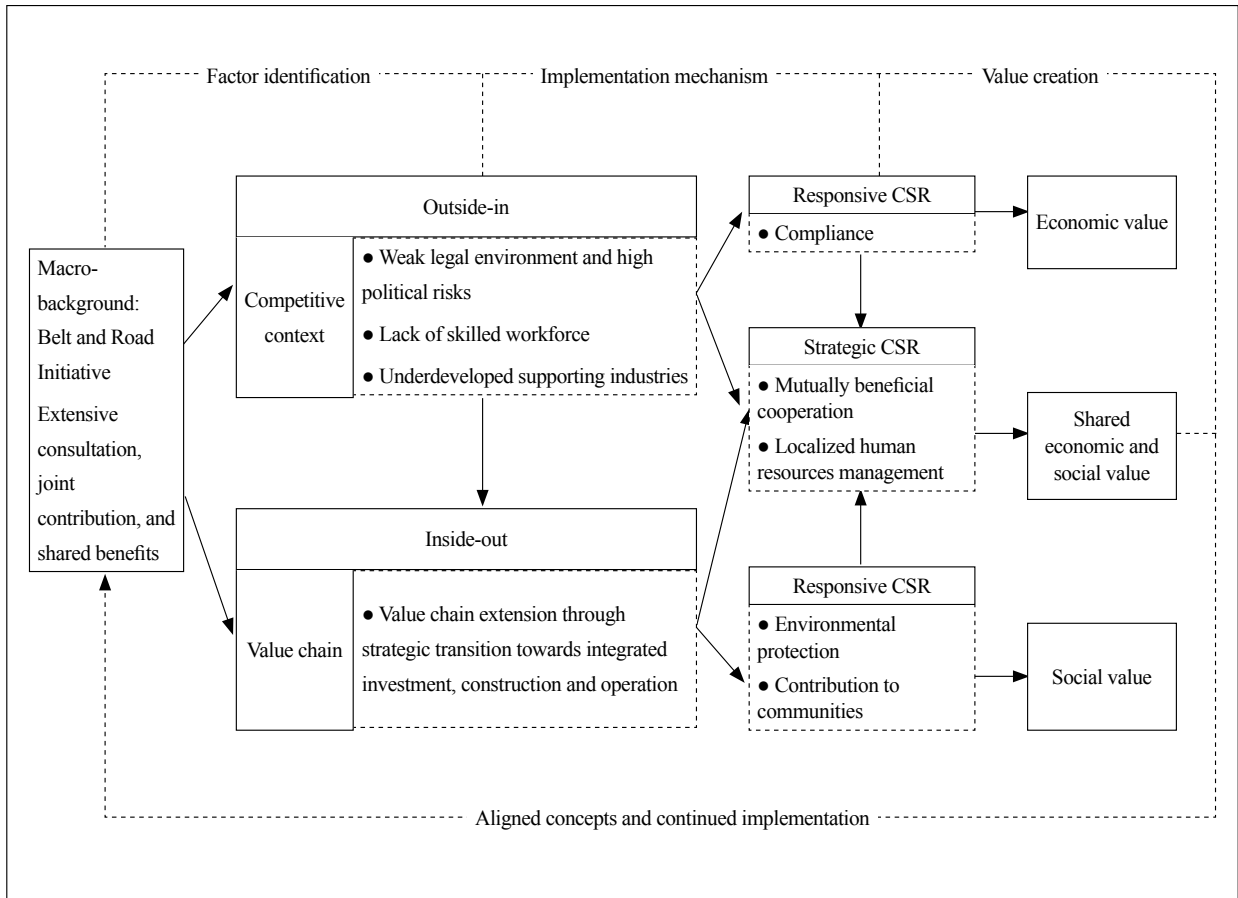 Factor identification
Implementation mechanism
Value creation
Macro-
background:
Belt and Road
Initiative
Extensive
consultation,
joint
contribution, and
shared benefits
Outside-in
Competitive
context
● Weak legal environment and high
political risks
● Lack of skilled workforce
● Underdeveloped supporting industries
Inside-out
Value chain
● Value chain extension through
strategic transition towards integrated
investment, construction and operation
Responsive CSR
● Compliance
Strategic CSR
● Mutually beneficial
cooperation
● Localized human
resources management
Responsive CSR
● Environmental
protection
● Contribution to
communities
Economic value
Shared
economic and
social value
Social value
Aligned concepts and continued implementation